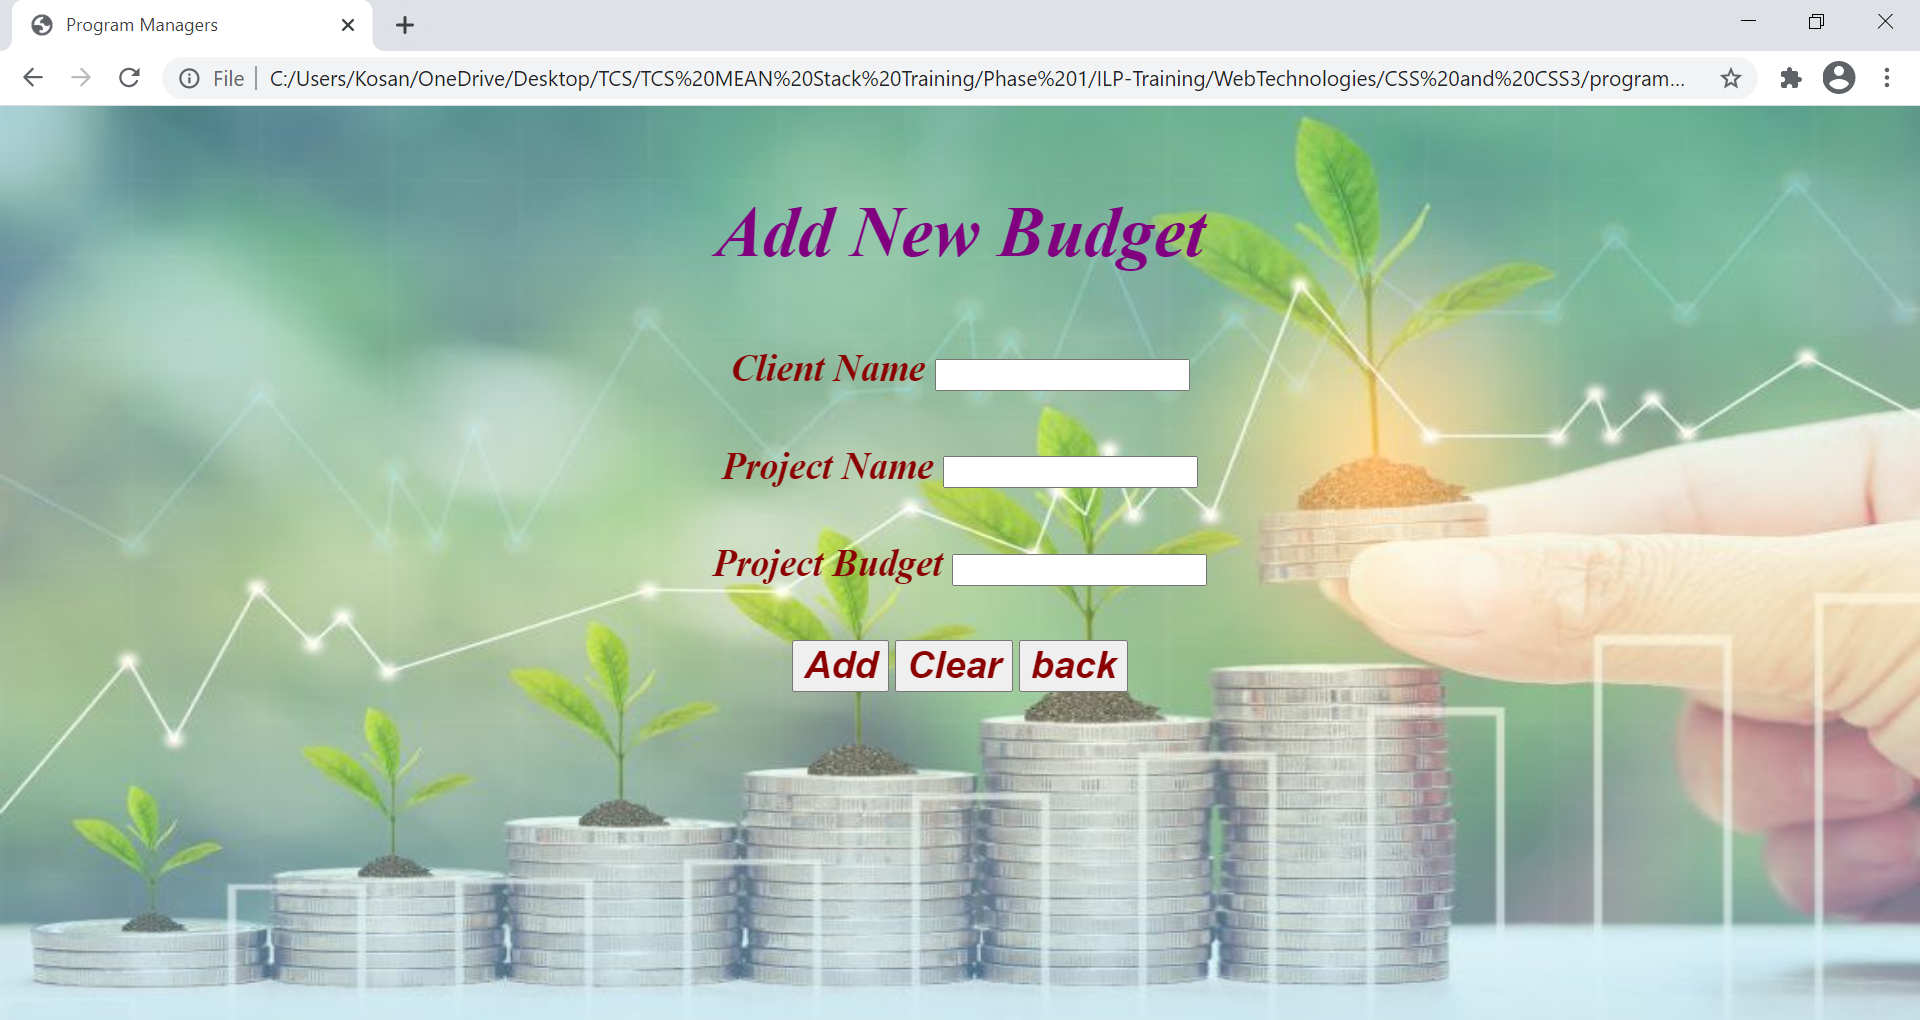 Program Managers
File
C:/Users/Kosan/OneDrive/Desktop/TCS/TCS%20MEAN%20Stack%20Training/Phase%201/ILP-Training/WebTechnologies/CSS%20and%20CSS3/program...
Add New Budget
Client Name
Project Name
Project Budget
Add Clear back